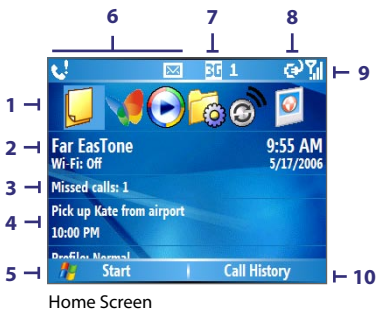 6 7 8
3G 1
9
1
2 Far EasTone 9:55 AM
Wi-Fi: Off 5/17/2006
3 Missed calls: 1
4 Pick up Kate from airport
10:00 PM
Profile: Normal
5 Start Call History 10
Home Screen